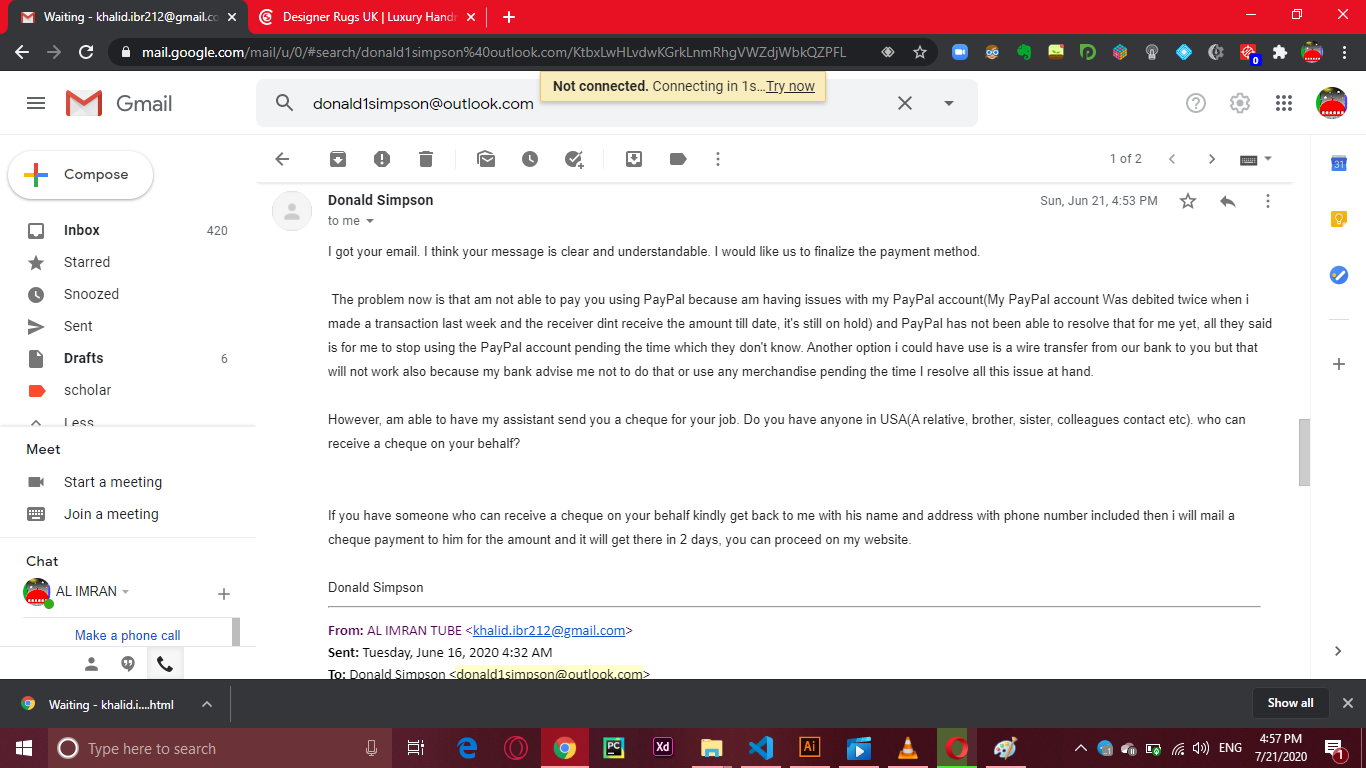 Waiting - khalid.ibr212@gmail.co
Designer Rugs UK | Luxury Handr
mail.google.com/mail/u/0/#search/donald1simpson%40outlook.com/KtbxLwHLvdwKGrkLnmRhgVWZdjWbkQZPFL
0
Not connected. Connecting in 1s...Try now
Gmail
donald1simpson@outlook.com
Compose
1 of 2
31
Inbox 420
Starred
Snoozed
Sent
Drafts 6
scholar
Less
Meet
Start a meeting
Join a meeting
Chat
AL IMRAN
Make a phone call
Donald Simpson
Sun, Jun 21, 4:53 PM
to me
I got your email. I think your message is clear and understandable. I would like us to finalize the payment method.
The problem now is that am not able to pay you using PayPal because am having issues with my PayPal account(My PayPal account Was debited twice when i
made a transaction last week and the receiver dint receive the amount till date, it's still on hold) and PayPal has not been able to resolve that for me yet, all they said
is for me to stop using the PayPal account pending the time which they don't know. Another option i could have use is a wire transfer from our bank to you but that
will not work also because my bank advise me not to do that or use any merchandise pending the time I resolve all this issue at hand.
However, am able to have my assistant send you a cheque for your job. Do you have anyone in USA(A relative, brother, sister, colleagues contact etc). who can
receive a cheque on your behalf?
If you have someone who can receive a cheque on your behalf kindly get back to me with his name and address with phone number included then i will mail a
cheque payment to him for the amount and it will get there in 2 days, you can proceed on my website.
Donald Simpson
From: AL IMRAN TUBE <khalid.ibr212@gmail.com>
Sent: Tuesday, June 16, 2020 4:32 AM
To: Donald Simpson <donald1simpson@outlook.com>
Waiting - khalid.i....html
Show all
Type here to search
PC
Xd
Ai
ENG
4:57 PM
7/21/2020
1